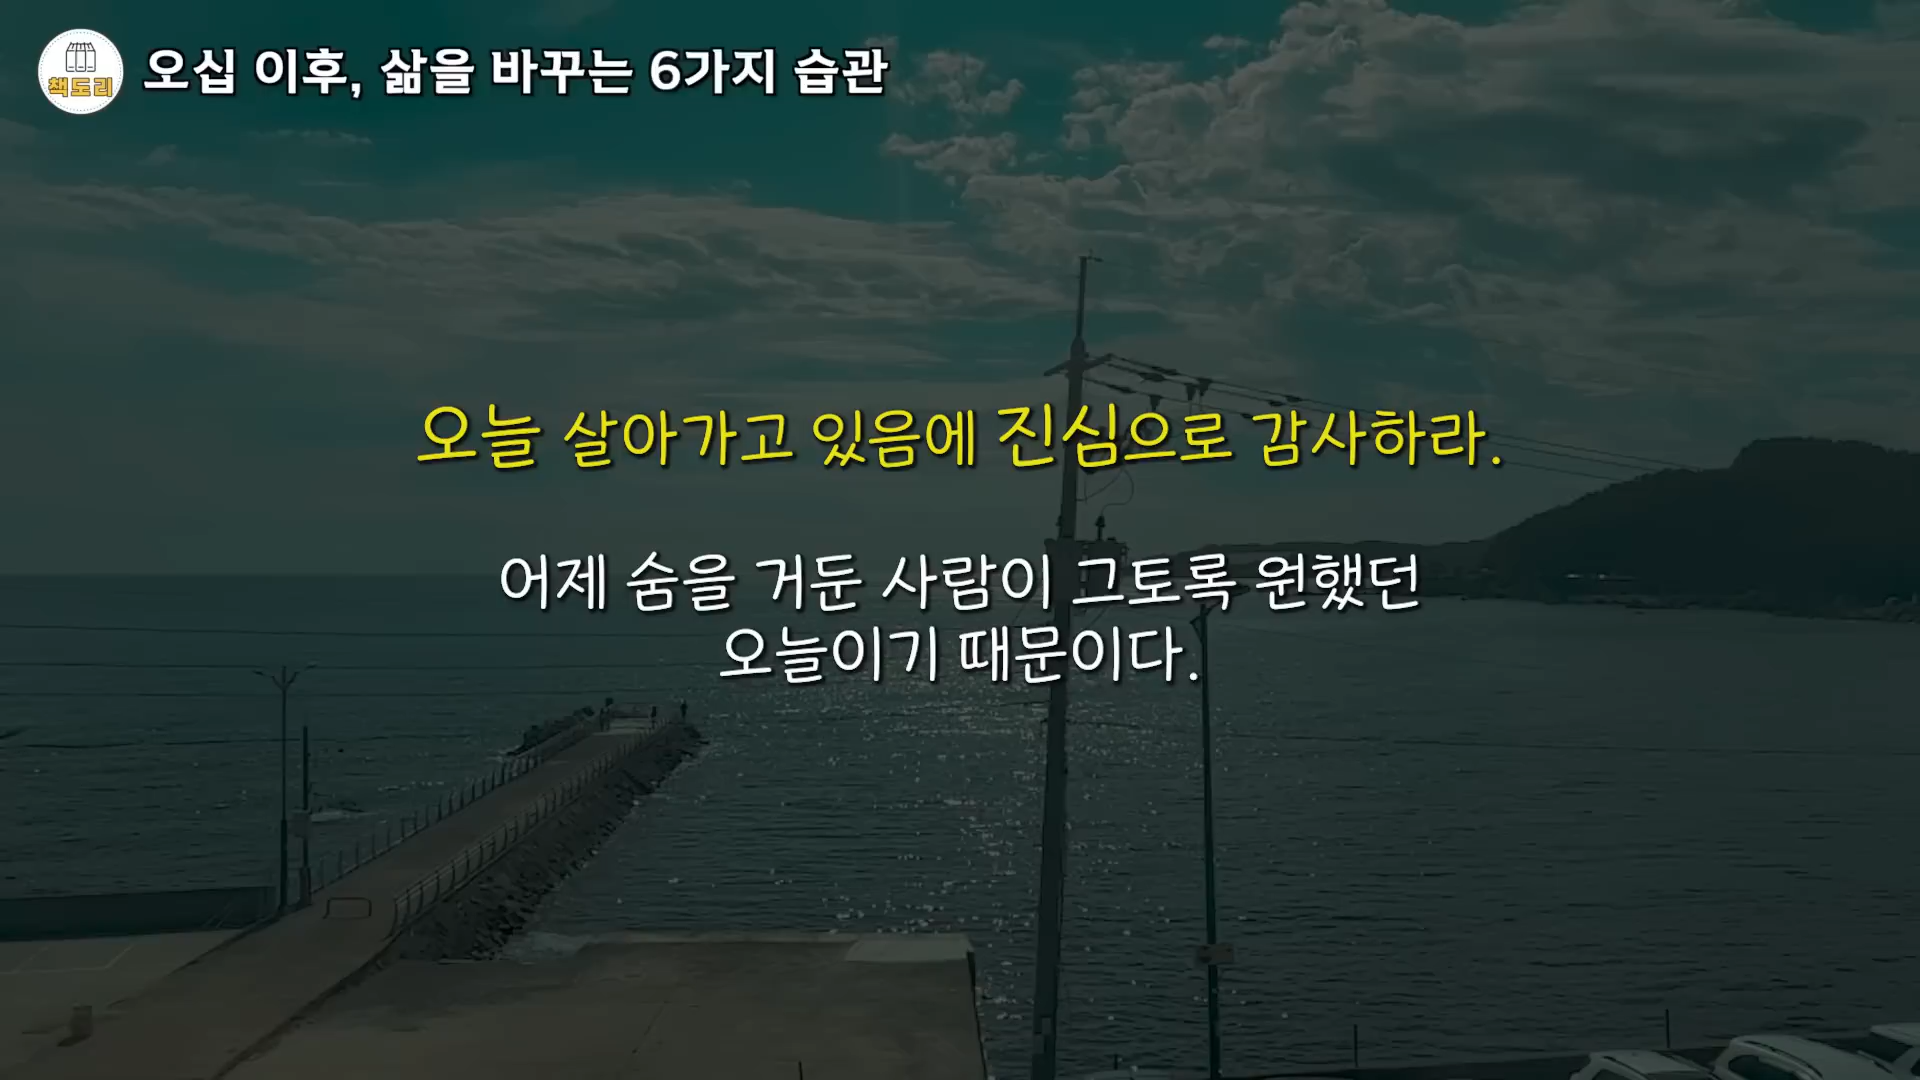 책도리
오십 이후, 삶을 바꾸는 6가지 습관
오늘 살아가고 있음에 진심으로 감사하라.
어제 숨을 거둔 사람이 그토록 원했던
오늘이기 때문이다.